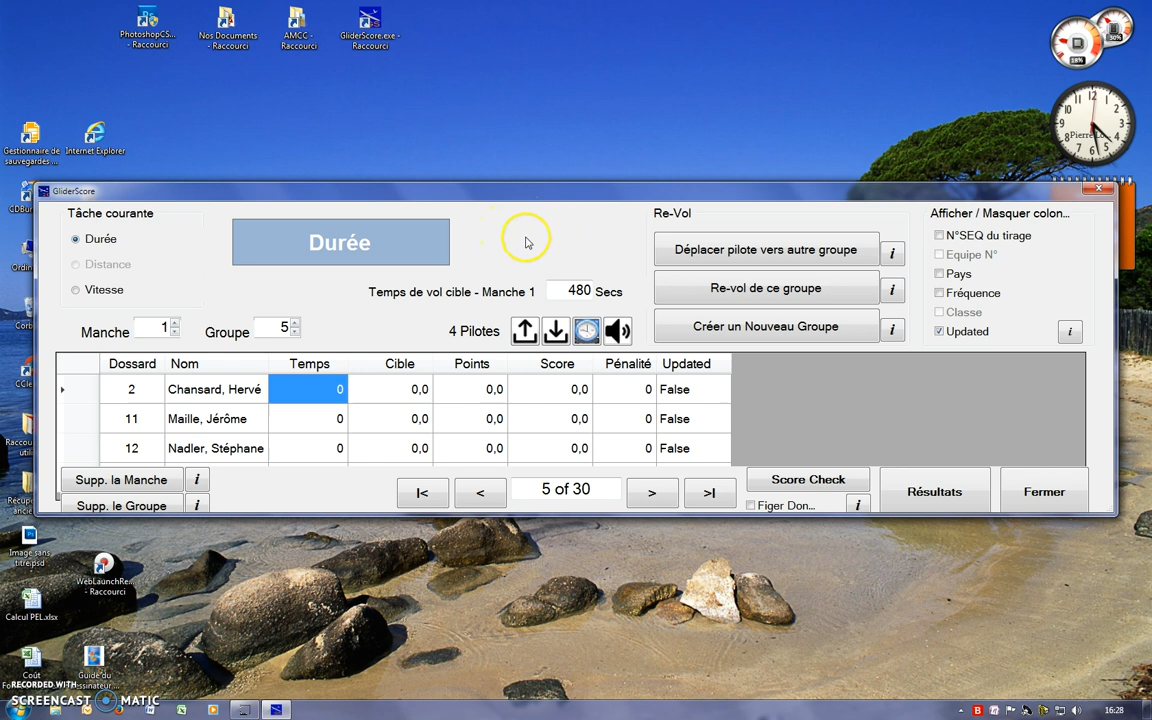 PhotoshopCS...
- Raccourci
Nos Documents
- Raccourci
AMCC -
Raccourci
GliderScore.exe -
Raccourci
18%
30%
Gestionnaire de
sauvegardes ...
Internet Explorer
GliderScore
Tâche courante
Durée
Distance
Vitesse
Durée
Temps de vol cible - Manche 1
480
Secs
Manche
1
Groupe
5
4 Pilotes
Re-Vol
Déplacer pilote vers autre groupe
i
Re-vol de ce groupe
i
Créer un Nouveau Groupe
i
Afficher / Masquer colon...
N°SEQ du tirage
Equipe N°
Pays
Fréquence
Classe
Updated
i
Dossard Nom Temps Cible Points Score Pénalité Updated
2 Chansard, Hervé 0 0,0 0,0 0,0 0 False
11 Maille, Jérôme 0 0,0 0,0 0,0 0 False
12 Nadler, Stéphane 0 0,0 0,0 0,0 0 False
Supp. la Manche
i
Supp. le Groupe
i
I<
<
5 of 30
>
>I
Score Check
Figer Don...
i
Résultats
Fermer
Image sans
titre.psd
WebLaunchRe...
- Raccourci
Calcul PEL.xlsx
Coût
Guide du
RECORDED WITH
SCREENCAST MATIC
16:28